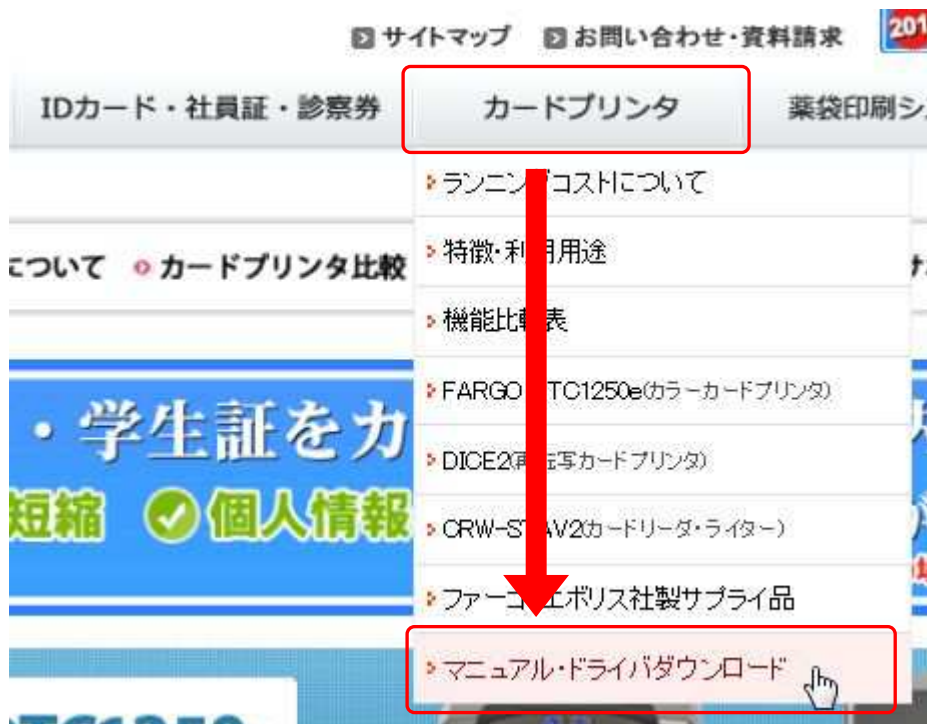 サイトマップ お問い合わせ・資料請求 201
IDカード・社員証・診察券 カードプリンタ 薬袋印刷シ
ランニングコストについて
について カードプリンタ比較
特徴・利用用途
機能比較表
・学生証をカ
FARGO DTC1250e(カラーカードプリンタ)
DICE2(再転写カードプリンタ)
短縮 個人情報
CRW-STAV2(カードリーダ・ライター)
ファーゴ・エボリス社製サプライ品
マニュアル・ドライバダウンロード